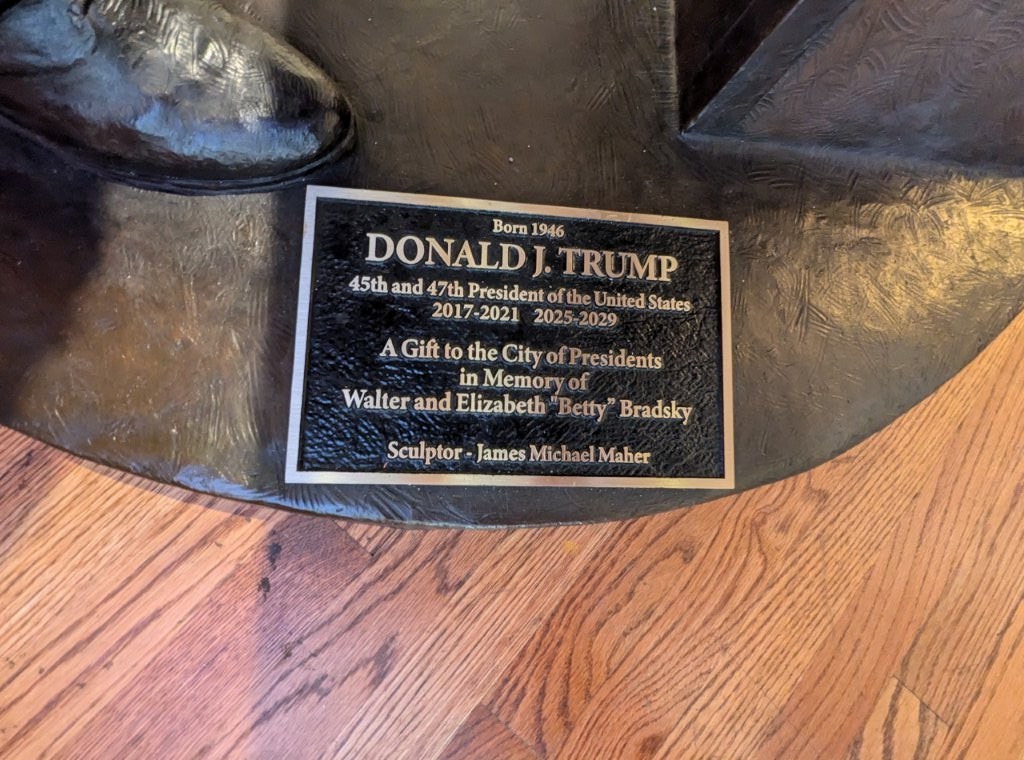 Born 1946
DONALD J. TRUMP
45th and 47th President of the United States
2017-2021 2025-2029
A Gift to the City of Presidents
in Memory of
Walter and Elizabeth "Betty" Bradsky
Sculptor - James Michael Maher